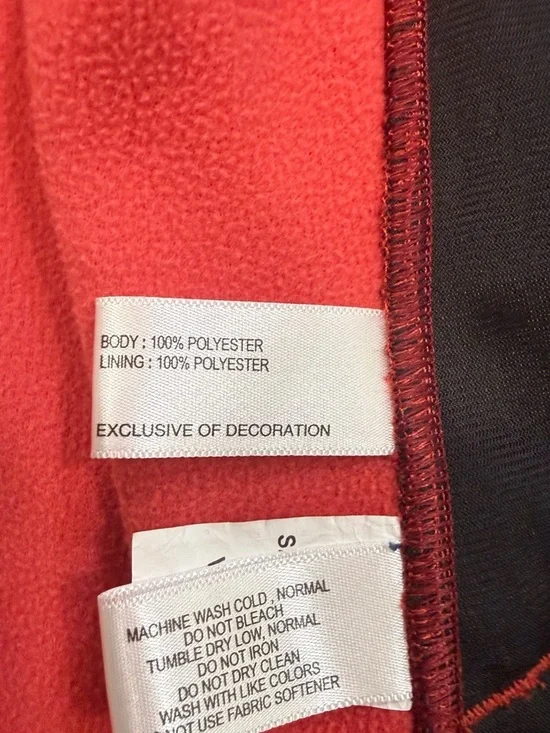 BODY : 100% POLYESTER
LINING : 100% POLYESTER
EXCLUSIVE OF DECORATION
S
MACHINE WASH COLD , NORMAL
DO NOT BLEACH
TUMBLE DRY LOW, NORMAL
DO NOT IRON
DO NOT DRY CLEAN
WASH WITH LIKE COLORS
NOT USE FABRIC SOFTENER